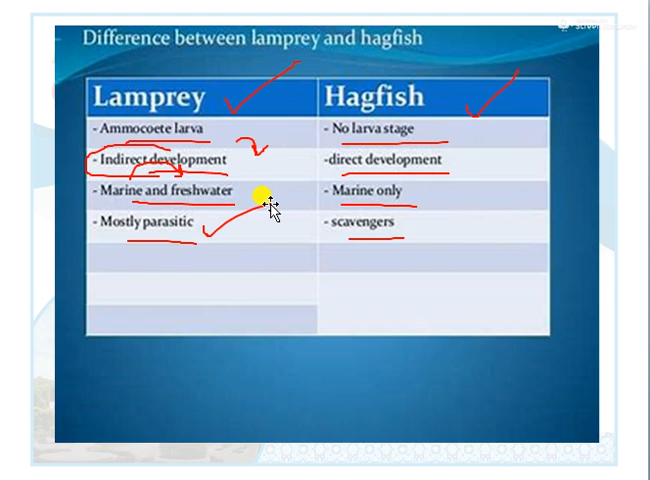 Difference between lamprey and hagfish
Lamprey Hagfish
- Ammocoete larva - No larva stage
- Indirect development -direct development
- Marine and freshwater - Marine only
- Mostly parasitic - scavengers